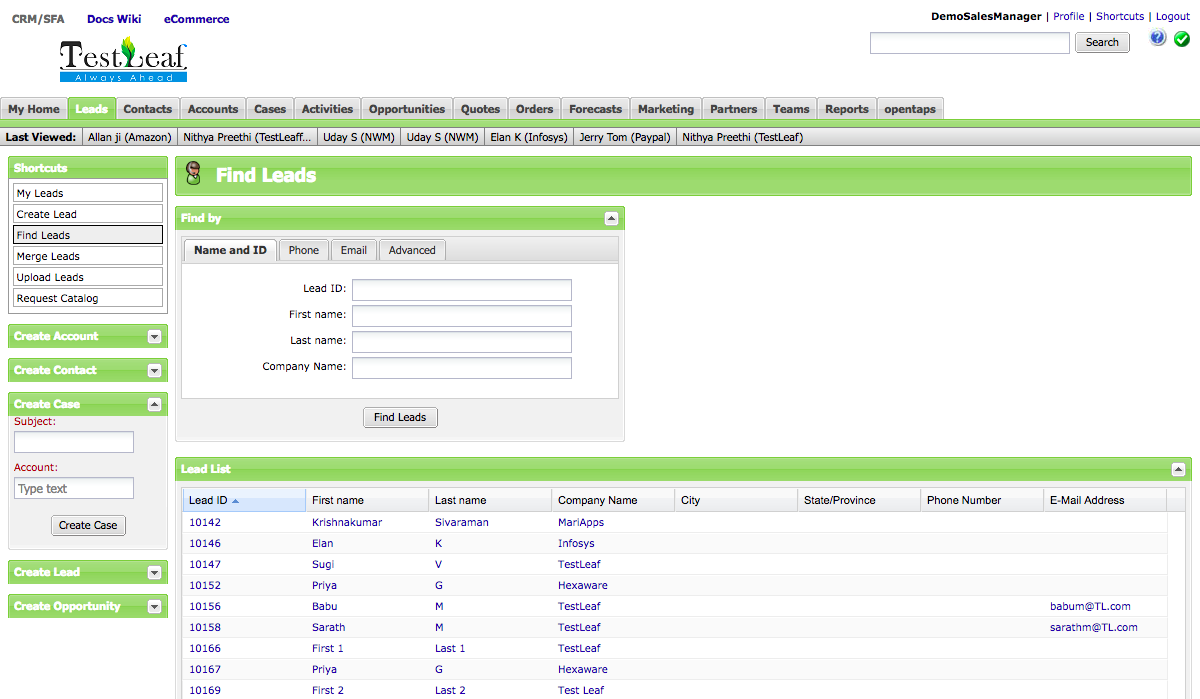 CRM/SFA Docs Wiki eCommerce
DemoSalesManager | Profile | Shortcuts | Logout
TestLeaf
Always Ahead
Search
My Home Leads Contacts Accounts Cases Activities Opportunities Quotes Orders Forecasts Marketing Partners Teams Reports opentaps
Last Viewed: Allan ji (Amazon) Nithya Preethi (TestLeaff... Uday S (NWM) Uday S (NWM) Elan K (Infosys) Jerry Tom (Paypal) Nithya Preethi (TestLeaf)
Shortcuts
My Leads
Create Lead
Find Leads
Merge Leads
Upload Leads
Request Catalog
Create Account
Create Contact
Create Case
Subject:
Account:
Type text
Create Case
Create Lead
Create Opportunity
Find Leads
Find by
Name and ID Phone Email Advanced
Lead ID:
First name:
Last name:
Company Name:
Find Leads
Lead List
Lead ID First name Last name Company Name City State/Province Phone Number E-Mail Address
10142 Krishnakumar Sivaraman MariApps
10146 Elan K Infosys
10147 Sugi V TestLeaf
10152 Priya G Hexaware
10156 Babu M TestLeaf babum@TL.com
10158 Sarath M TestLeaf sarathm@TL.com
10166 First 1 Last 1 TestLeaf
10167 Priya G Hexaware
10169 First 2 Last 2 Test Leaf